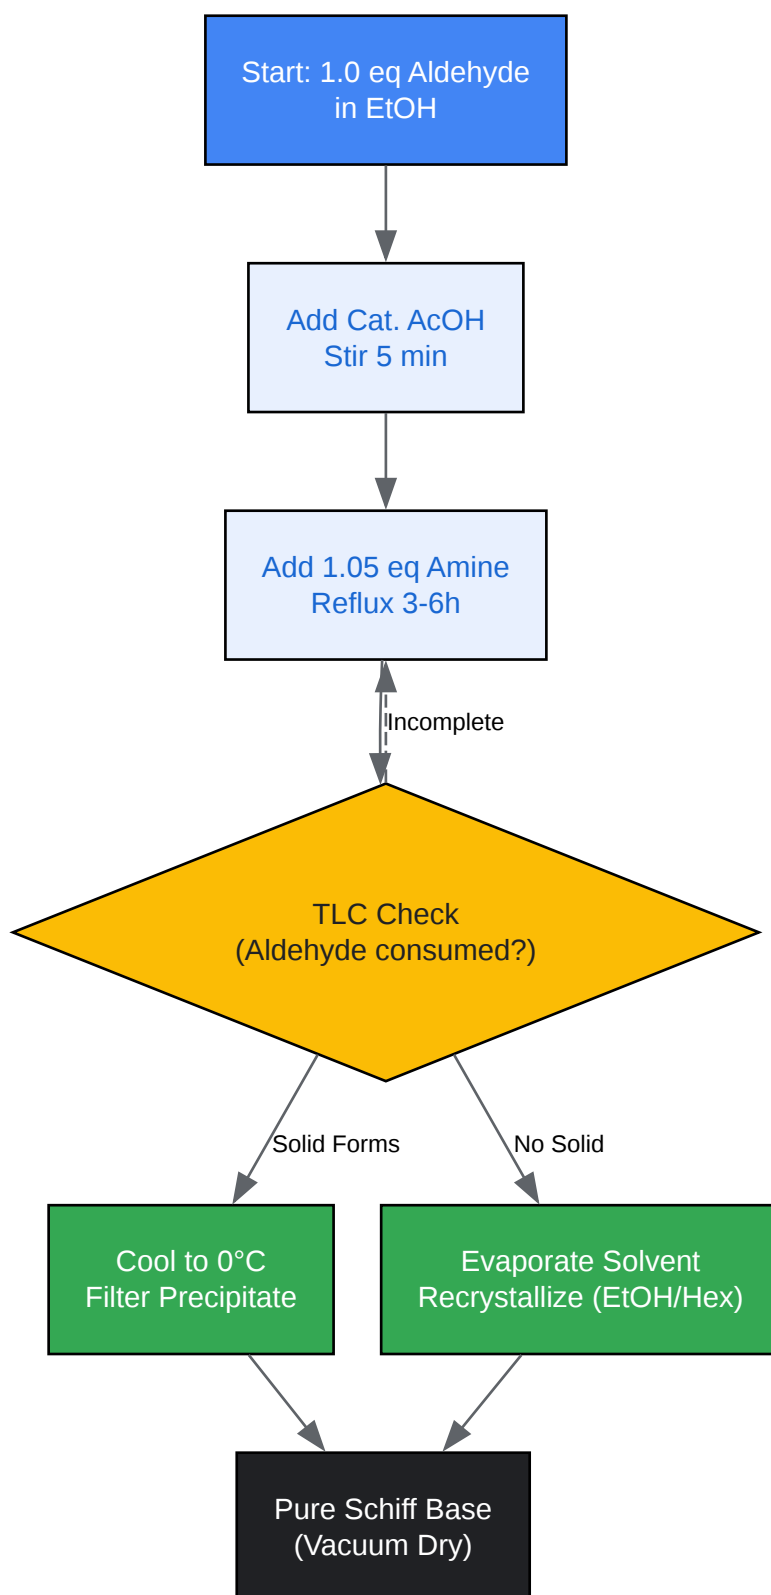 Start: 1.0 eq Aldehyde
in EtOH
Add Cat. AcOH
Stir 5 min
Add 1.05 eq Amine
Reflux 3-6h
Incomplete
TLC Check
(Aldehyde consumed?)
Solid Forms
No Solid
Cool to 0°C
Filter Precipitate
Evaporate Solvent
Recrystallize (EtOH/Hex)
Pure Schiff Base
(Vacuum Dry)